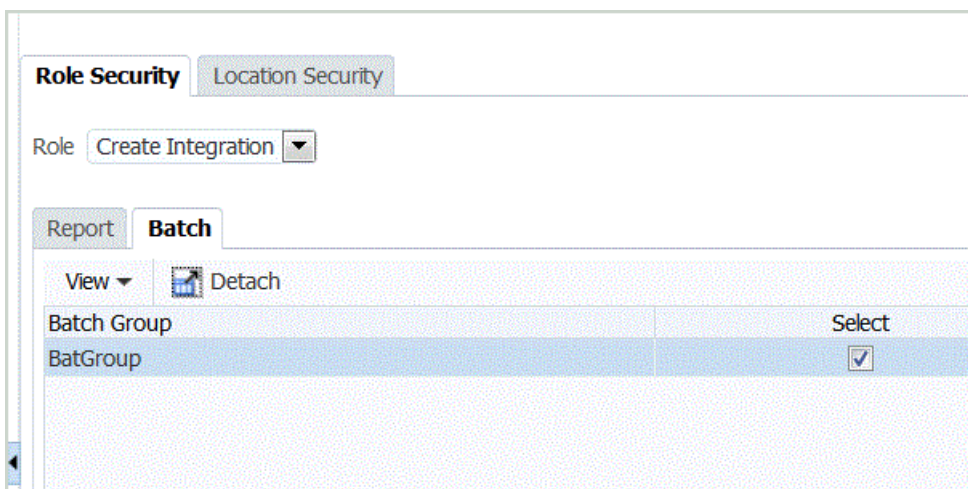 Role Security Location Security
Role Create Integration
Report Batch
View Detach
Batch Group Select
BatGroup